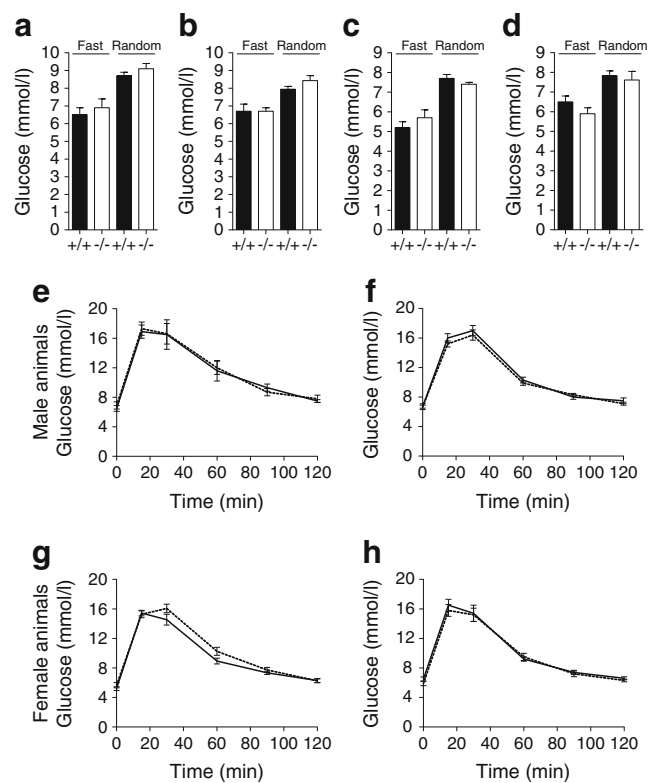 a b c d
Fast Random Fast Random Fast Random Fast Random
Glucose (mmol/l)
10
9
8
7
6
5
4
3
2
1
0
+/+ -/- +/+ -/-
Glucose (mmol/l)
10
9
8
7
6
5
4
3
2
1
0
+/+ -/- +/+ -/-
Glucose (mmol/l)
9
8
7
6
5
4
3
2
1
0
+/+ -/- +/+ -/-
Glucose (mmol/l)
9
8
7
6
5
4
3
2
1
0
+/+ -/- +/+ -/-
e
Male animals
Glucose (mmol/l)
20
16
12
8
4
0
0 20 40 60 80 100 120
Time (min)
f
Glucose (mmol/l)
20
16
12
8
4
0
0 20 40 60 80 100 120
Time (min)
g
Female animals
Glucose (mmol/l)
20
16
12
8
4
0
0 20 40 60 80 100 120
Time (min)
h
Glucose (mmol/l)
20
16
12
8
4
0
0 20 40 60 80 100 120
Time (min)